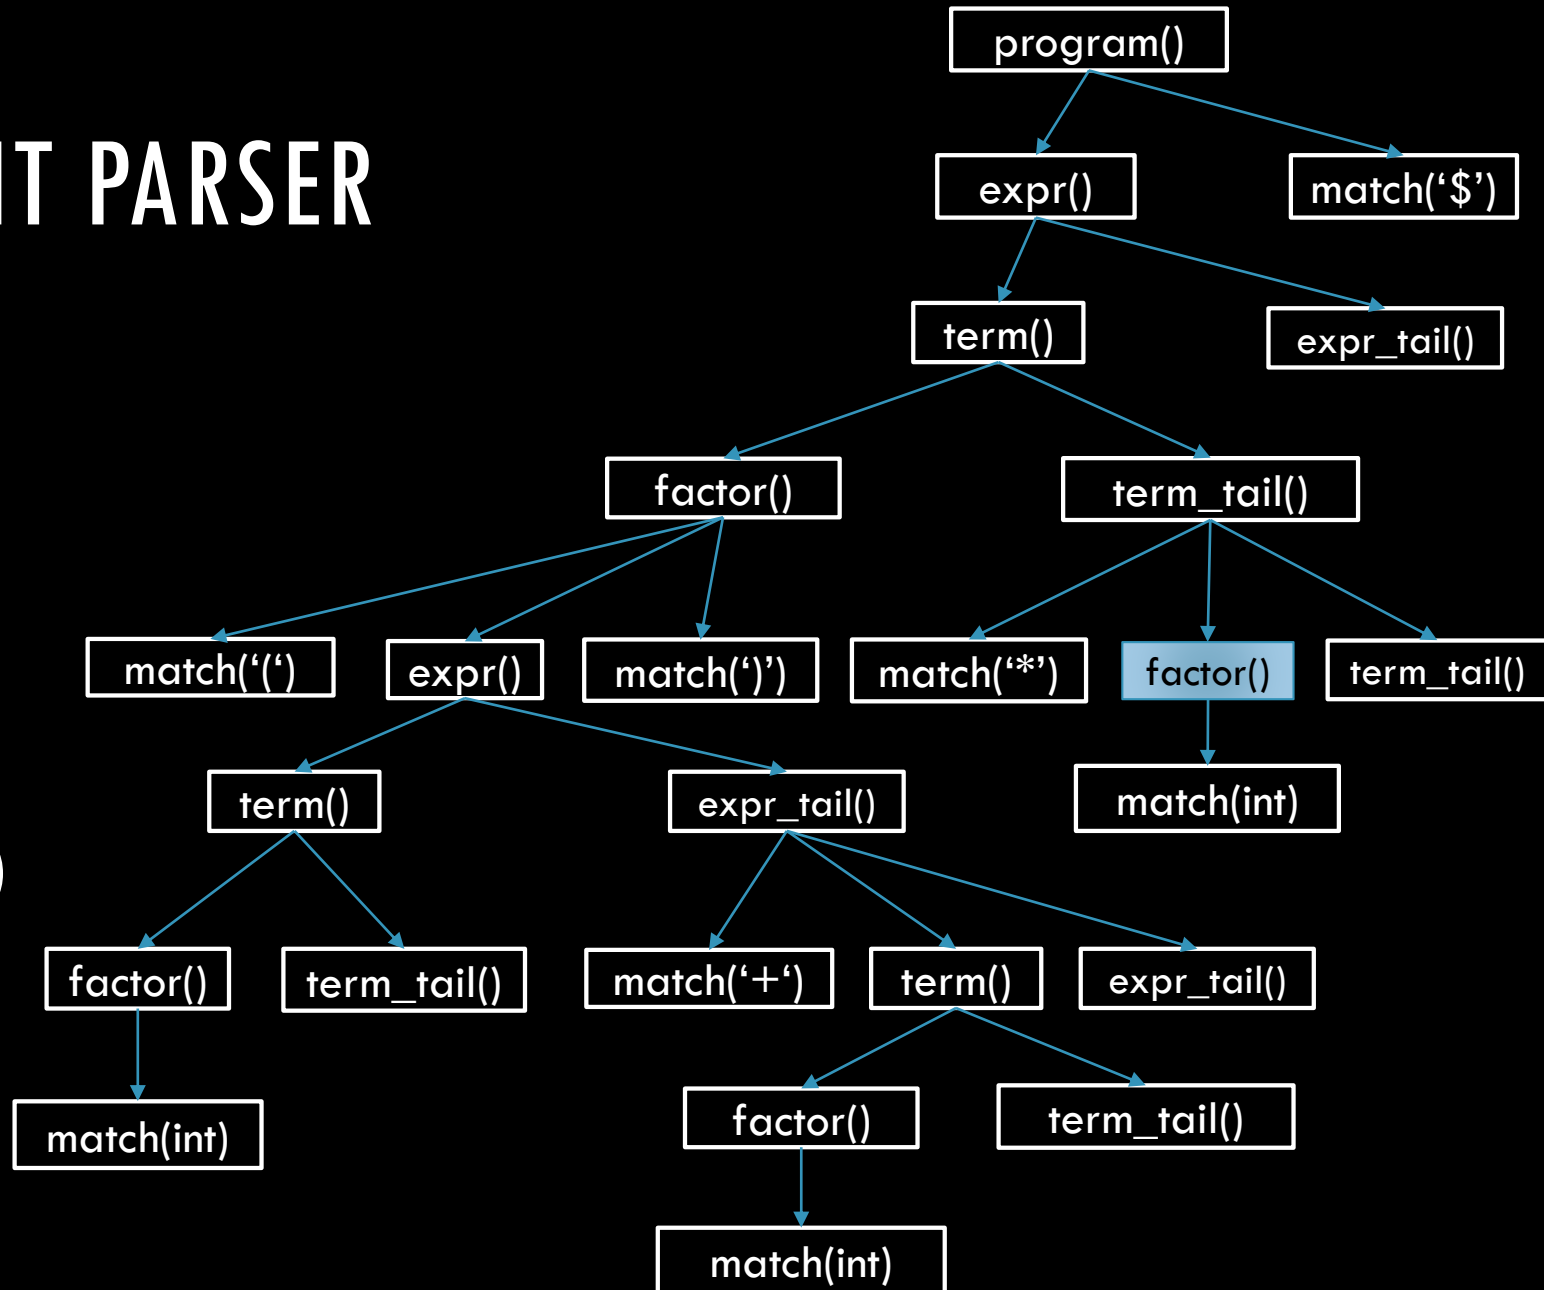 program()
IT PARSER
expr()
match(‘$’)
term()
expr_tail()
factor()
term_tail()
match(‘(‘)
expr()
match(‘)’)
match(‘*’)
factor()
term_tail()
term()
expr_tail()
match(int)
)
factor()
term_tail()
match(‘+‘)
term()
expr_tail()
match(int)
factor()
term_tail()
match(int)